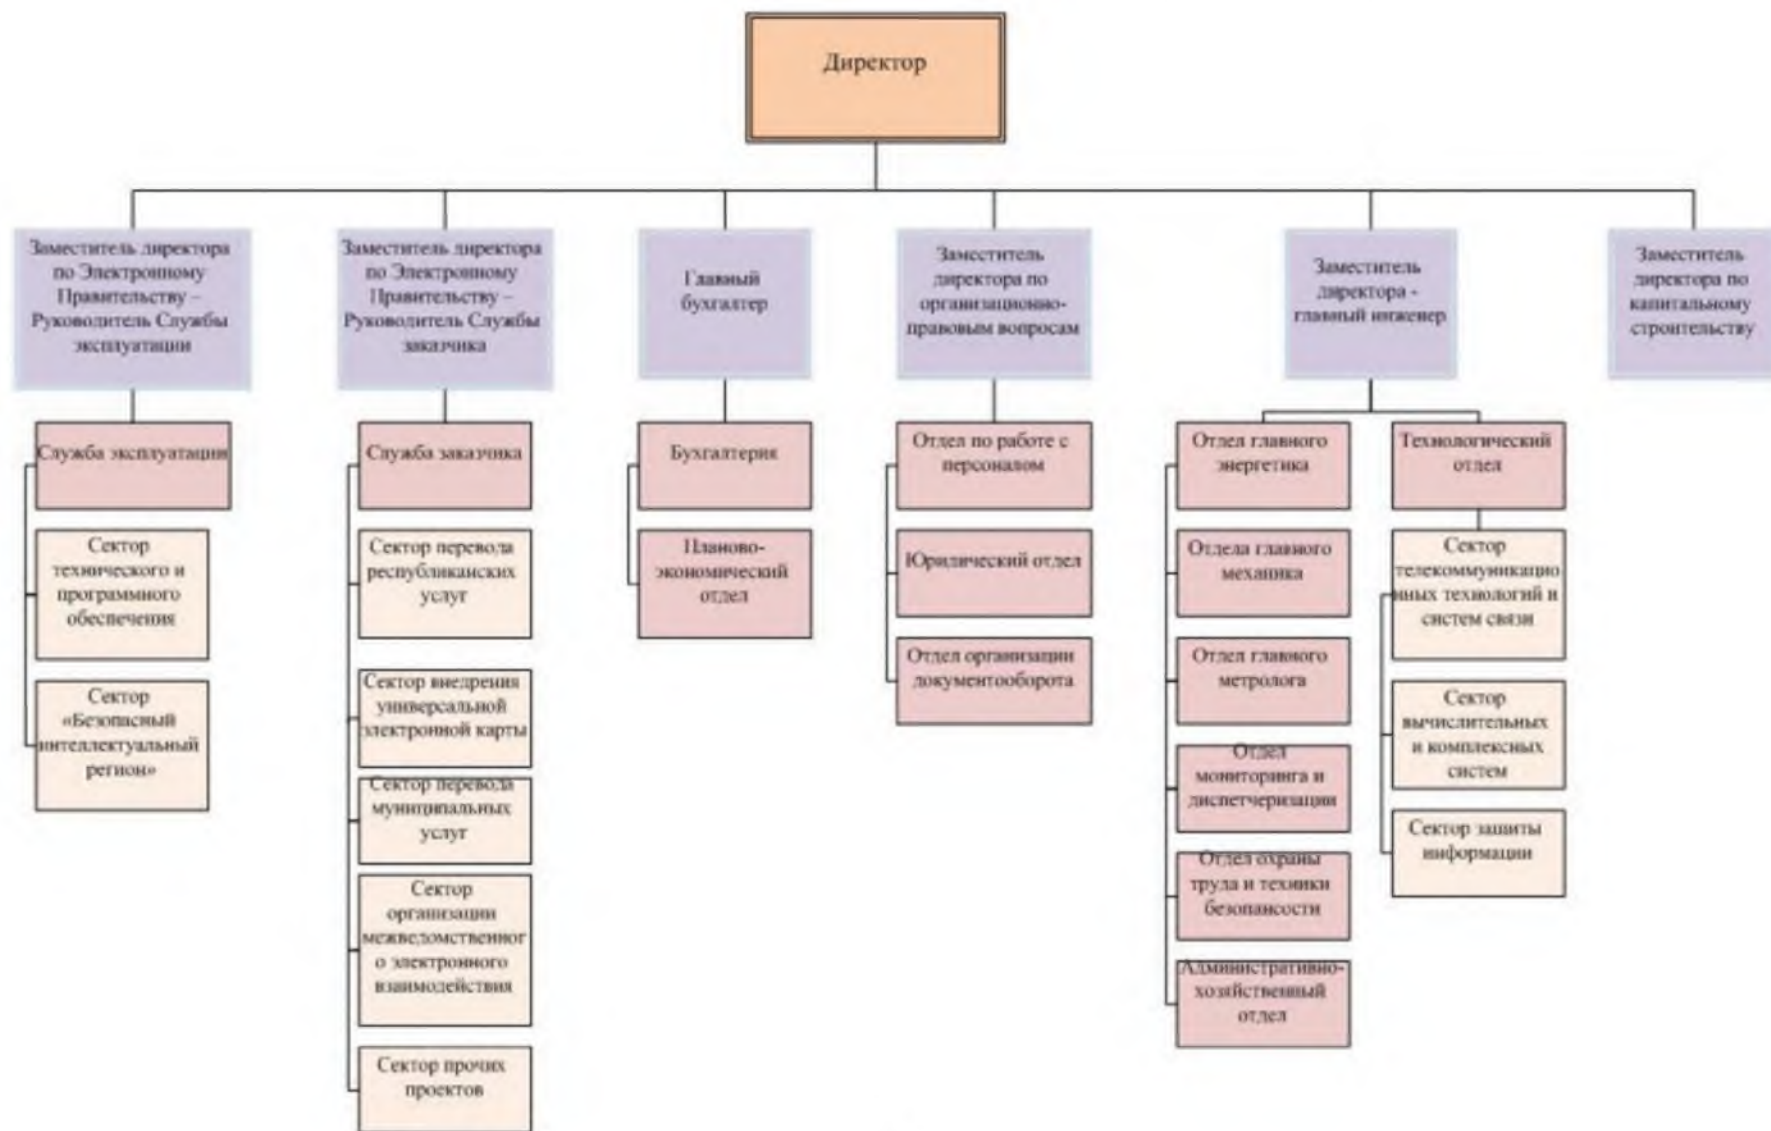 Директор
Заместитель директора
по Электронному
Правительству –
Руководитель Службы
эксплуатации
Заместитель директора
по Электронному
Правительству –
Руководитель Службы
заказчика
Главный
бухгалтер
Заместитель
директора по
организационно-
правовым вопросам
Заместитель
директора -
главный инженер
Заместитель
директора по
капитальному
строительству
Служба эксплуатации
Сектор
технического и
программного
обеспечения
Сектор
«Безопасный
интеллектуальный
регион»
Служба заказчика
Сектор перевода
республиканских
услуг
Сектор внедрения
универсальной
электронной карты
Сектор перевода
муниципальных
услуг
Сектор
организации
межведомственног
о электронного
взаимодействия
Сектор прочих
проектов
Бухгалтерия
Планово-
экономический
отдел
Отдел по работе с
персоналом
Юридический отдел
Отдел организации
документооборота
Отдел главного
энергетика
Отдела главного
механика
Отдел главного
метролога
Отдел
мониторинга и
диспетчеризации
Отдел охраны
труда и техники
безопансости
Административно-
хозяйственный
отдел
Технологический
отдел
Сектор
телекоммуникацио
нных технологий и
систем связи
Сектор
вычислительных
и комплексных
систем
Сектор защиты
информации